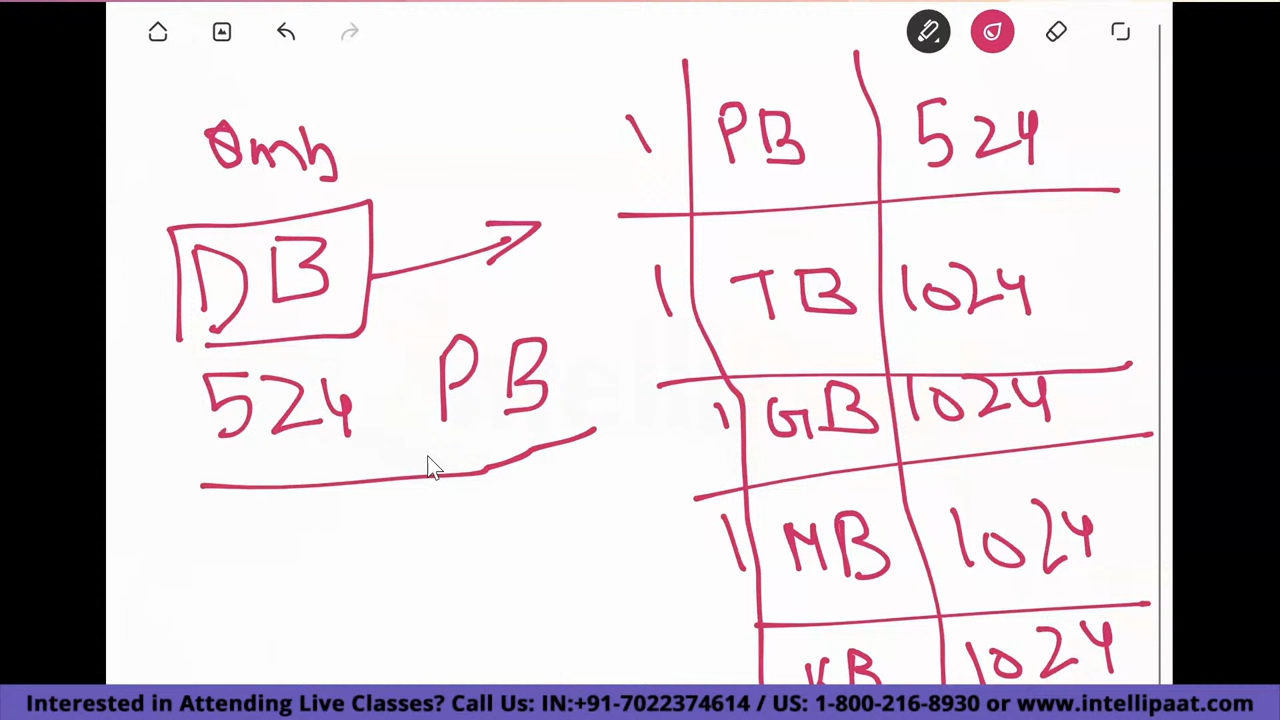 DB
524 PB
1 PB 524
1 TB 1024
1 GB 1024
1 MB 1024
KB 1024
Interested in Attending Live Classes? Call Us: IN:+91-7022374614 / US: 1-800-216-8930 or www.intellipaat.com